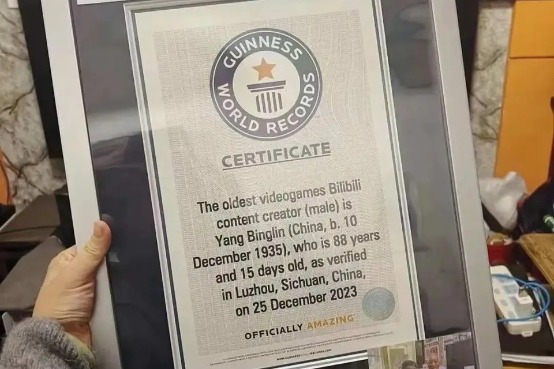 GUINNESS
WORLD RECORDS
CERTIFICATE
The oldest videogames Bilibili
content creator (male) is
Yang Binglin (China, b. 10
December 1935), who is 88 years
and 15 days old, as verified
in Luzhou, Sichuan, China,
on 25 December 2023
OFFICIALLY AMAZING